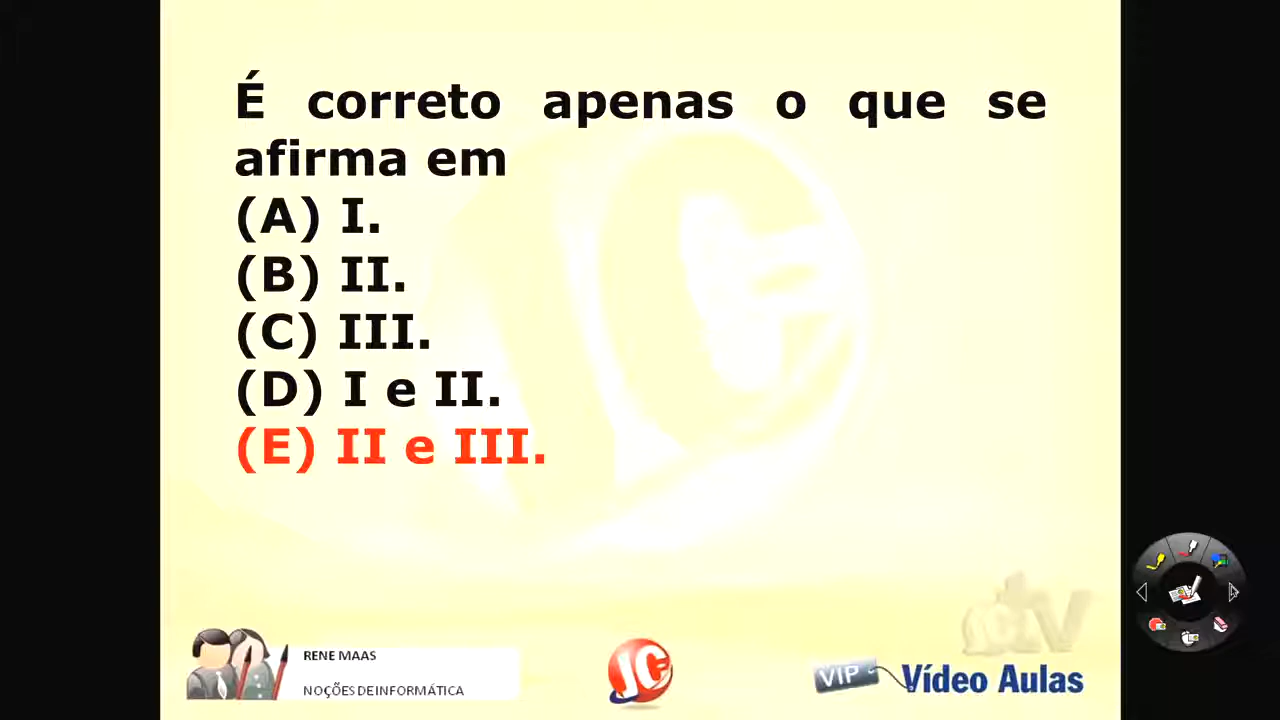 É correto apenas o que se
afirma em
(A) I.
(B) II.
(C) III.
(D) I e II.
(E) II e III.
RENE MAAS
NOÇÕES DE INFORMÁTICA
JC
VIP
Vídeo Aulas
JCtv